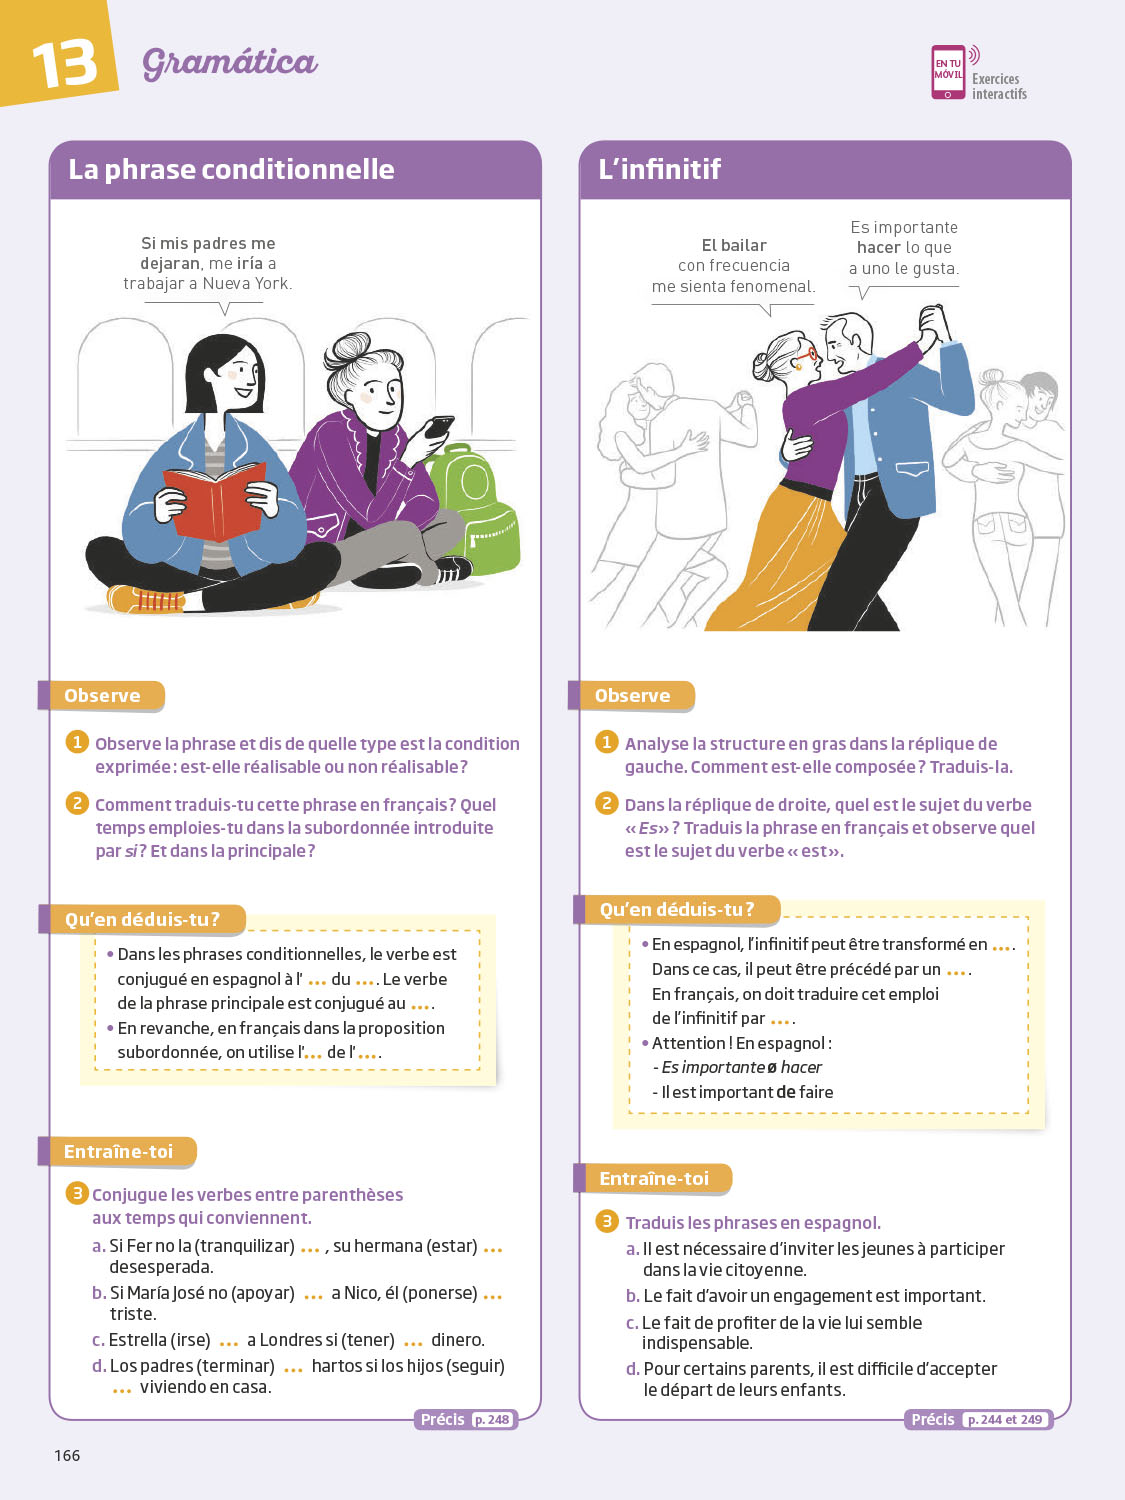 13
Gramática
EN TU
MÓVIL
Exercices
interactifs
La phrase conditionnelle
Si mis padres me
dejaran, me iría a
trabajar a Nueva York.
Observe
1 Observe la phrase et dis de quelle type est la condition
exprimée : est-elle réalisable ou non réalisable ?
2 Comment traduis-tu cette phrase en français ? Quel
temps emploies-tu dans la subordonnée introduite
par si ? Et dans la principale ?
Qu'en déduis-tu ?
• Dans les phrases conditionnelles, le verbe est
conjugué en espagnol à l' ... du .... Le verbe
de la phrase principale est conjugué au ... .
• En revanche, en français dans la proposition
subordonnée, on utilise l'... de l' ... .
Entraîne-toi
3 Conjugue les verbes entre parenthèses
aux temps qui conviennent.
a. Si Fer no la (tranquilizar) ... , su hermana (estar) ...
desesperada.
b. Si María José no (apoyar) ... a Nico, él (ponerse) ...
triste.
c. Estrella (irse) ... a Londres si (tener) ... dinero.
d. Los padres (terminar) ... hartos si los hijos (seguir)
... viviendo en casa.
Précis p. 248
L'infinitif
El bailar
con frecuencia
me sienta fenomenal.
Es importante
hacer lo que
a uno le gusta.
Observe
1 Analyse la structure en gras dans la réplique de
gauche. Comment est-elle composée ? Traduis-la.
2 Dans la réplique de droite, quel est le sujet du verbe
« Es » ? Traduis la phrase en français et observe quel
est le sujet du verbe « est ».
Qu'en déduis-tu ?
• En espagnol, l'infinitif peut être transformé en ... .
Dans ce cas, il peut être précédé par un ... .
En français, on doit traduire cet emploi
de l'infinitif par ... .
• Attention ! En espagnol :
- Es importante ø hacer
- Il est important de faire
Entraîne-toi
3 Traduis les phrases en espagnol.
a. Il est nécessaire d'inviter les jeunes à participer
dans la vie citoyenne.
b. Le fait d'avoir un engagement est important.
c. Le fait de profiter de la vie lui semble
indispensable.
d. Pour certains parents, il est difficile d'accepter
le départ de leurs enfants.
Précis p. 244 et 249
166